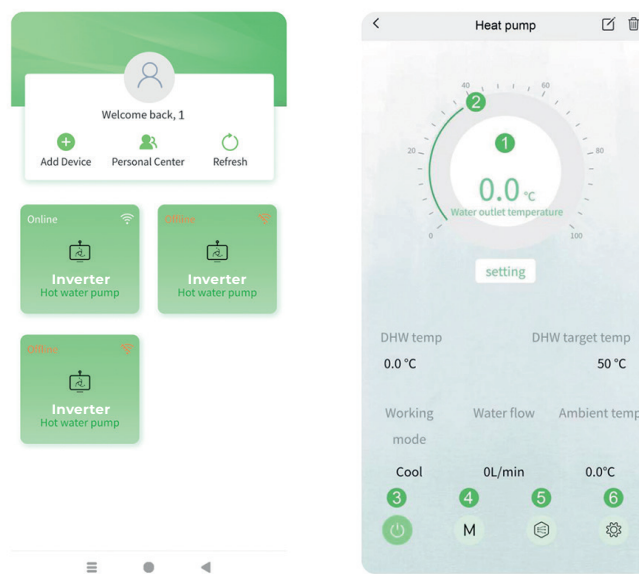 Welcome back, 1
Add Device
Personal Center
Refresh
Online
Inverter
Hot water pump
Offline
Inverter
Hot water pump
Offline
Inverter
Hot water pump
Heat pump
40
60
2
20
80
1
0.0 °C
Water outlet temperature
0
100
setting
DHW temp
DHW target temp
0.0 °C
50 °C
Working mode
Water flow
Ambient temp
Cool
0L/min
0.0°C
3
4
5
6
M